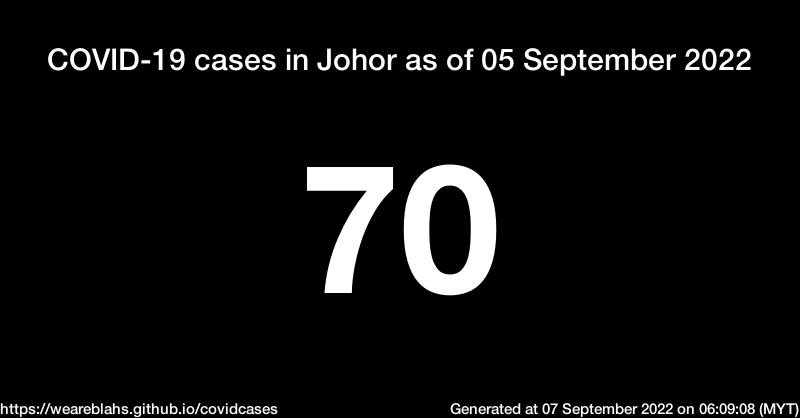 COVID-19 cases in Johor as of 05 September 2022
70
https://weareblahs.github.io/covidcases
Generated at 07 September 2022 on 06:09:08 (MYT)